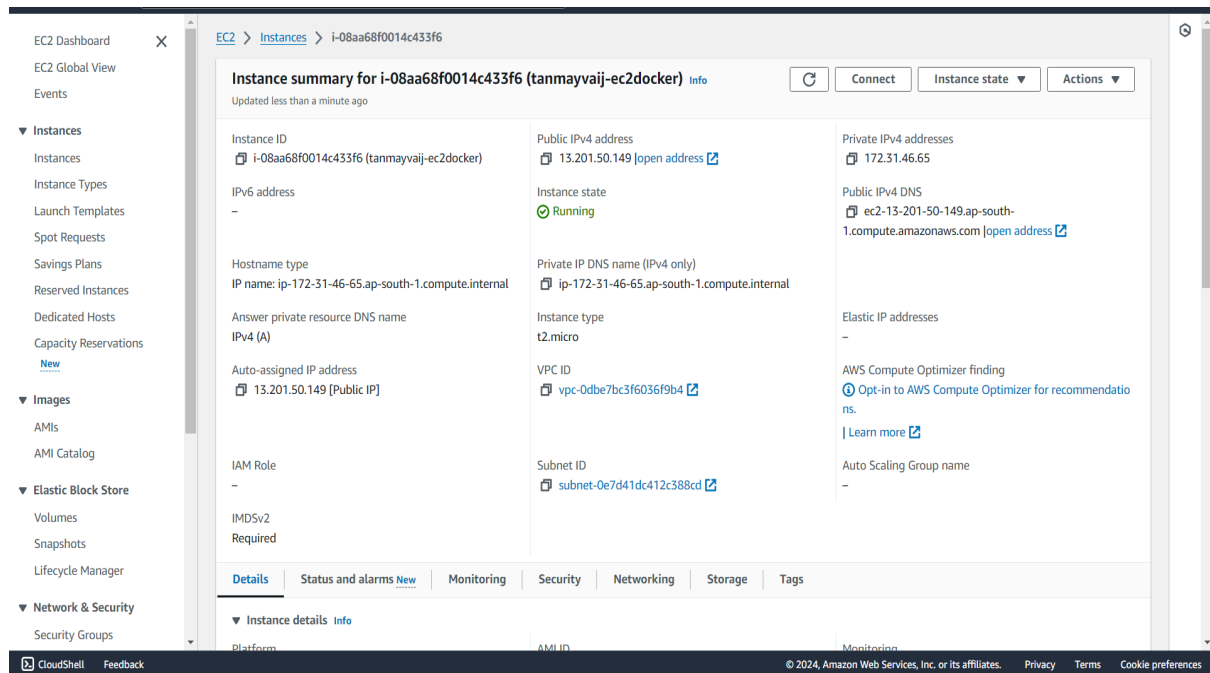 EC2 Dashboard
EC2 Global View
Events
Instances
Instances
Instance Types
Launch Templates
Spot Requests
Savings Plans
Reserved Instances
Dedicated Hosts
Capacity Reservations
New
Images
AMIs
AMI Catalog
Elastic Block Store
Volumes
Snapshots
Lifecycle Manager
Network & Security
Security Groups
EC2 > Instances > i-08aa68f0014c433f6
Instance summary for i-08aa68f0014c433f6 (tanmayvaij-ec2docker) Info
Updated less than a minute ago
Connect
Instance state
Actions
Instance ID
i-08aa68f0014c433f6 (tanmayvaij-ec2docker)
Public IPv4 address
13.201.50.149 |open address
Private IPv4 addresses
172.31.46.65
IPv6 address
–
Instance state
Running
Public IPv4 DNS
ec2-13-201-50-149.ap-south-
1.compute.amazonaws.com |open address
Hostname type
IP name: ip-172-31-46-65.ap-south-1.compute.internal
Private IP DNS name (IPv4 only)
ip-172-31-46-65.ap-south-1.compute.internal
Answer private resource DNS name
IPv4 (A)
Instance type
t2.micro
Elastic IP addresses
–
Auto-assigned IP address
13.201.50.149 [Public IP]
VPC ID
vpc-0dbe7bc3f6036f9b4
AWS Compute Optimizer finding
Opt-in to AWS Compute Optimizer for recommendatio
ns.
| Learn more
IAM Role
–
Subnet ID
subnet-0e7d41dc412c388cd
Auto Scaling Group name
–
IMDSv2
Required
Details
Status and alarms New
Monitoring
Security
Networking
Storage
Tags
Instance details Info
Platform
AMI ID
Monitoring
CloudShell
Feedback
© 2024, Amazon Web Services, Inc. or its affiliates.
Privacy
Terms
Cookie preferences